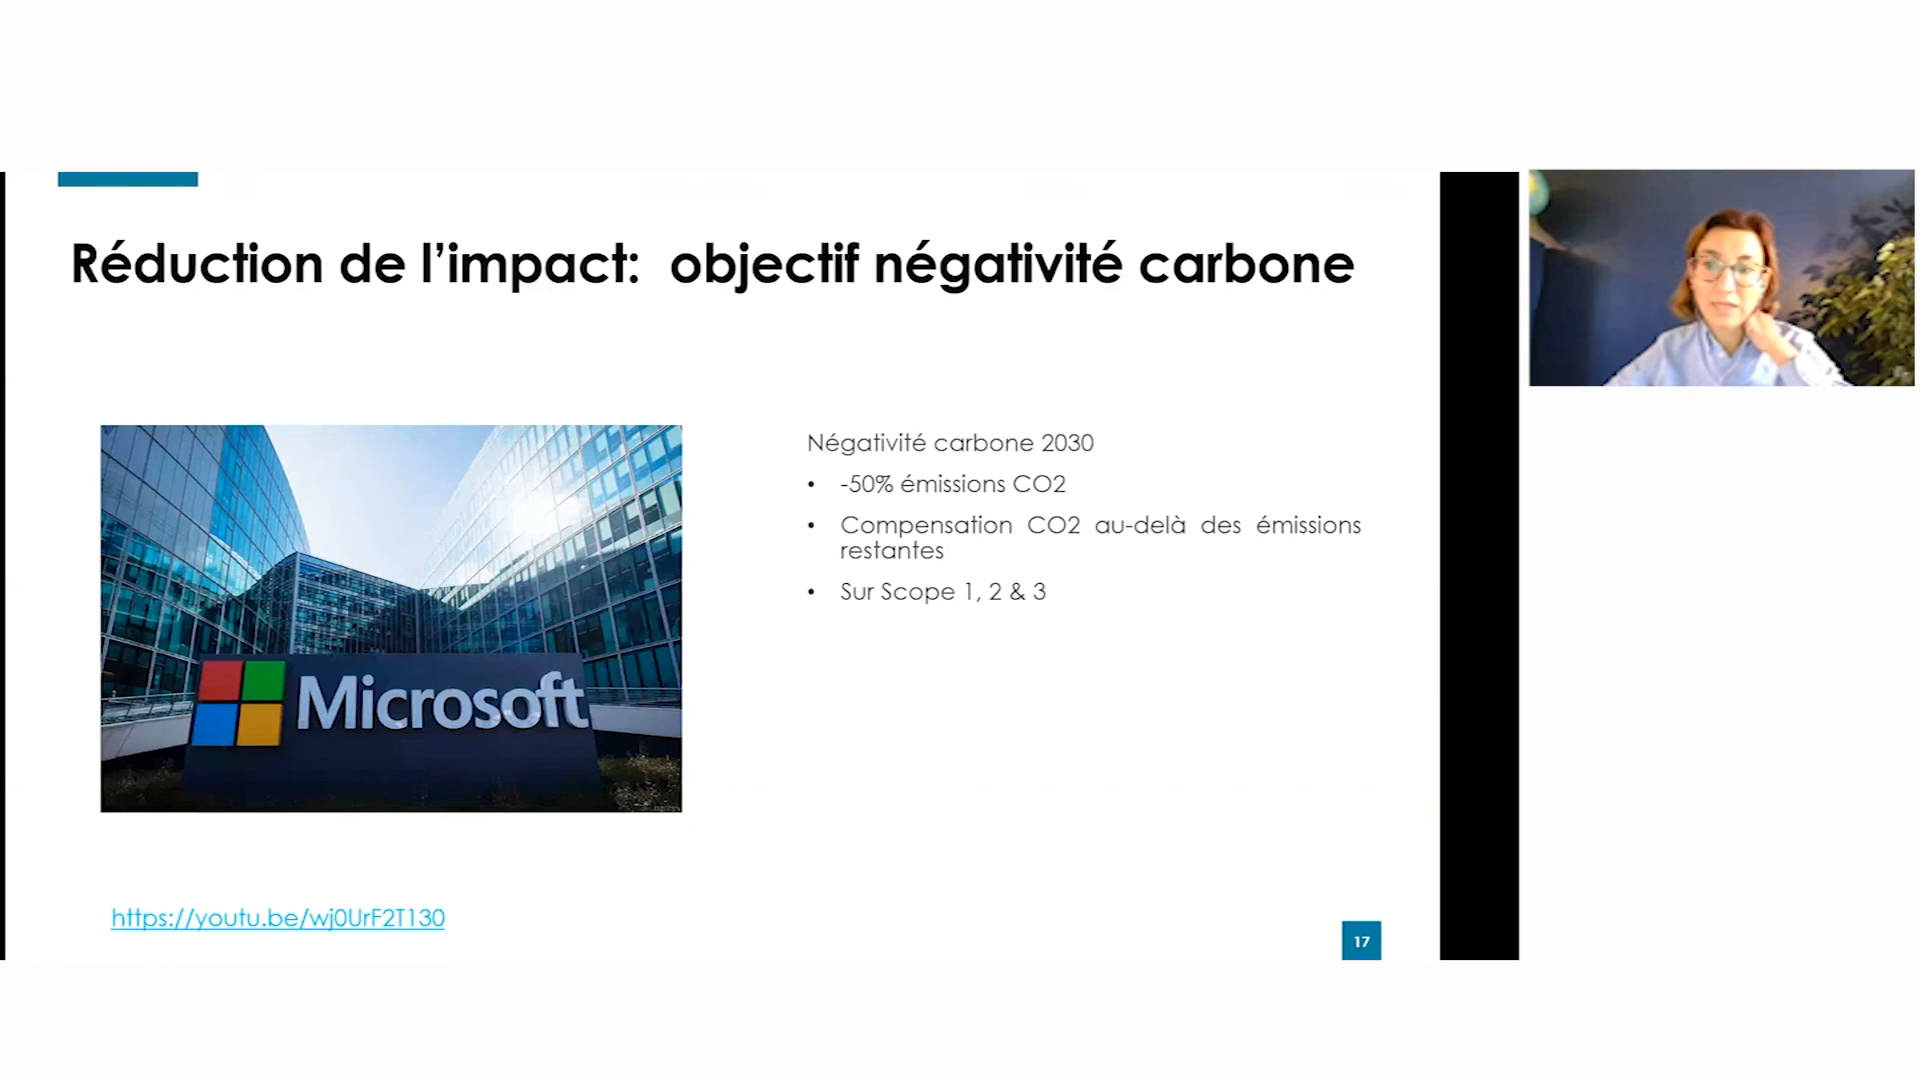 Réduction de l’impact:  objectif négativité carbone
Négativité carbone 2030
• -50% émissions CO2
• Compensation CO2 au-delà des émissions
restantes
• Sur Scope 1, 2 & 3
Microsoft
https://youtu.be/wj0UrF2T130
17